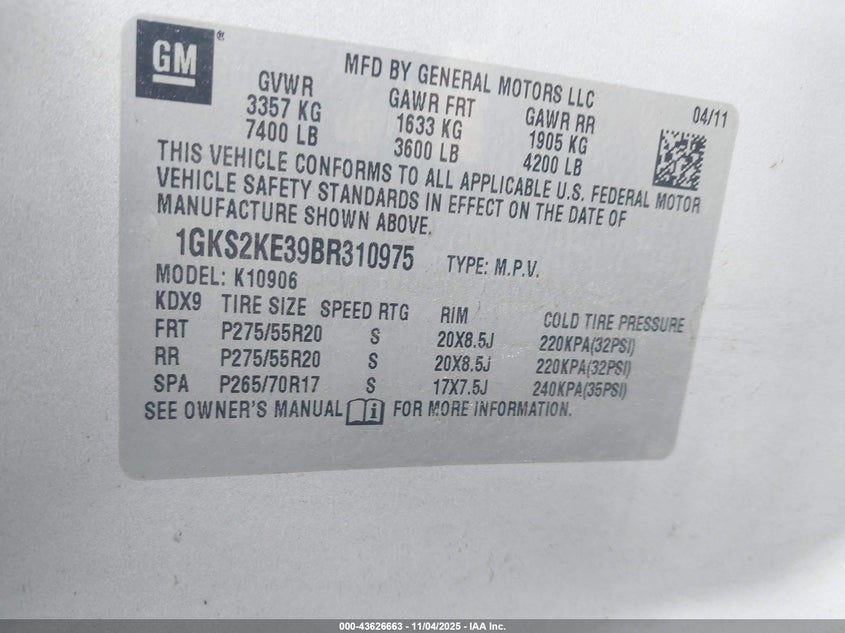 GM
MFD BY GENERAL MOTORS LLC
04/11
GVWR
3357 KG
7400 LB
GAWR FRT
1633 KG
3600 LB
GAWR RR
1905 KG
4200 LB
THIS VEHICLE CONFORMS TO ALL APPLICABLE U.S. FEDERAL MOTOR
VEHICLE SAFETY STANDARDS IN EFFECT ON THE DATE OF
MANUFACTURE SHOWN ABOVE.
1GKS2KE39BR310975 TYPE: M.P.V.
MODEL: K10906
KDX9 TIRE SIZE SPEED RTG RIM COLD TIRE PRESSURE
FRT P275/55R20 S 20X8.5J 220KPA(32PSI)
RR P275/55R20 S 20X8.5J 220KPA(32PSI)
SPA P265/70R17 S 17X7.5J 240KPA(35PSI)
SEE OWNER'S MANUAL FOR MORE INFORMATION.
000-43626663 - 11/04/2025 - IAA Inc.